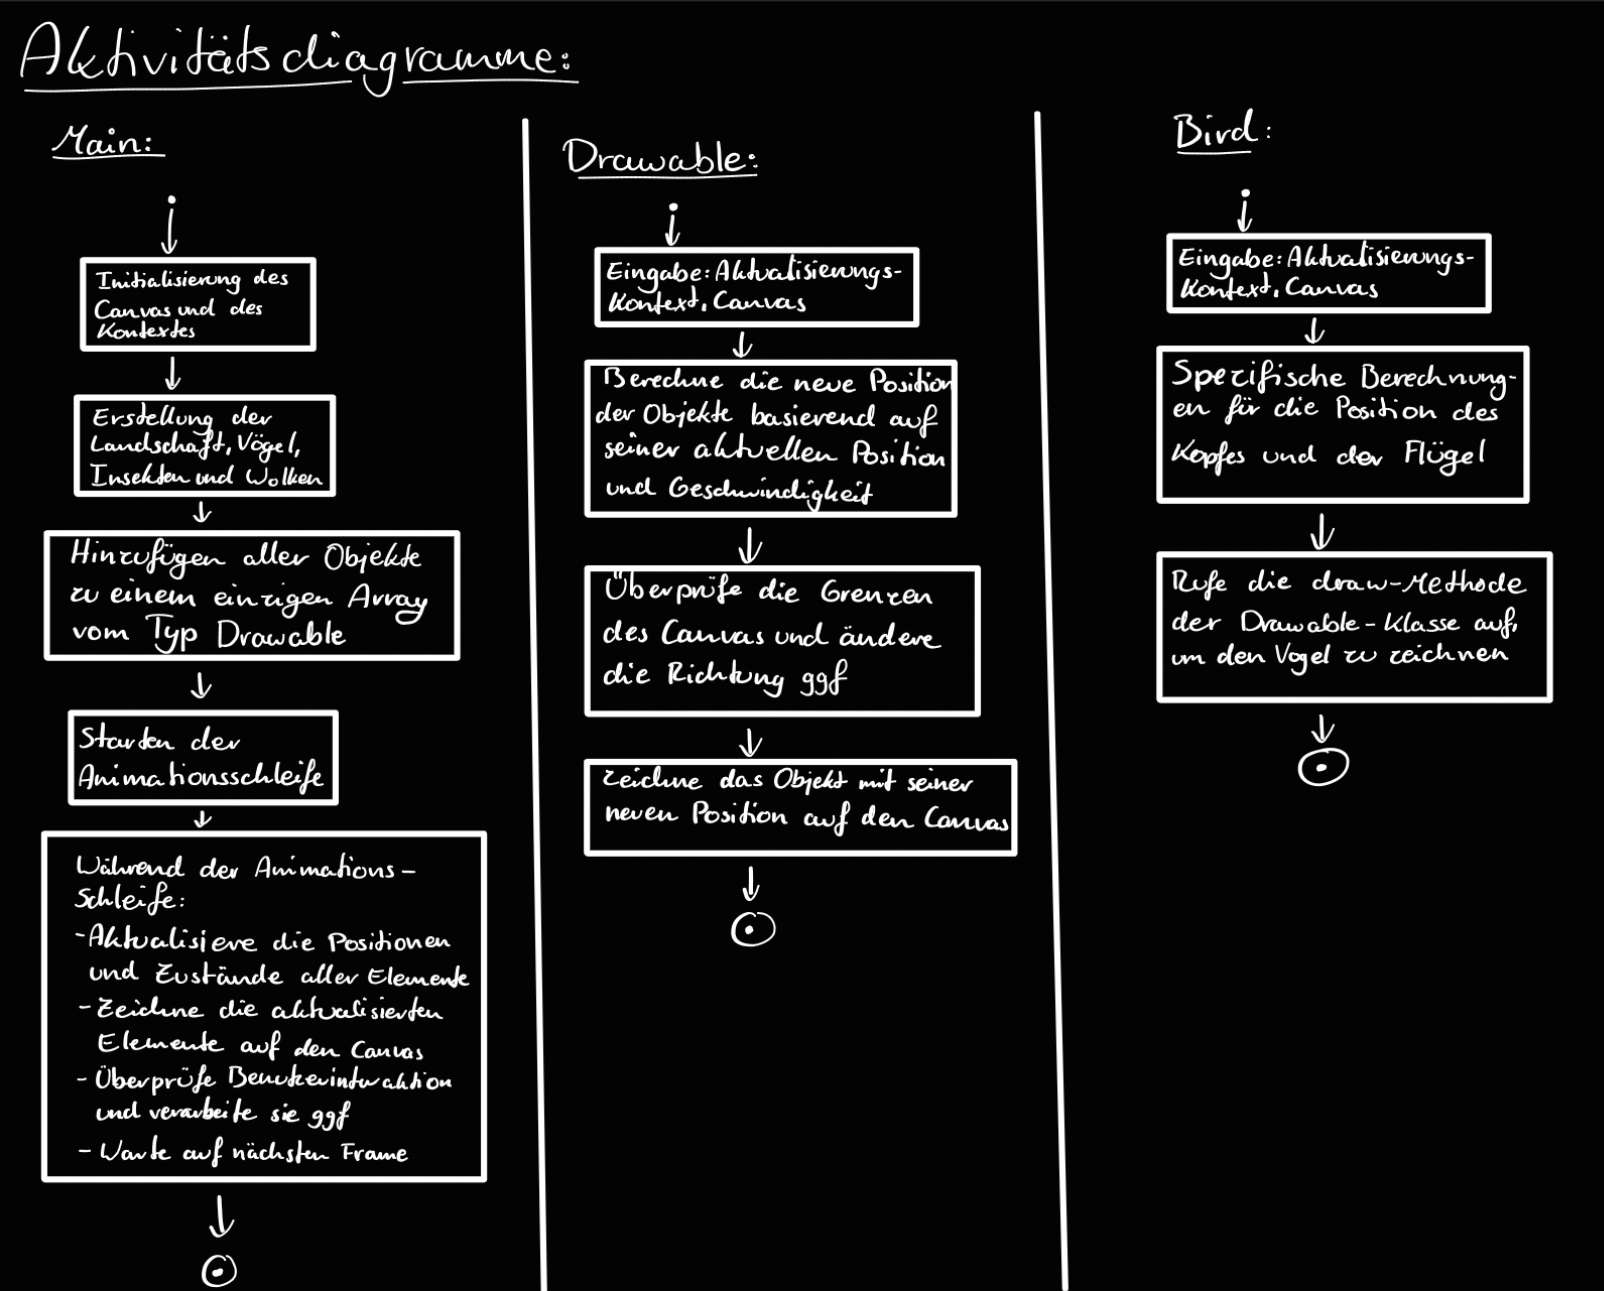 Aktivitätsdiagramme:
Main:
Initialisierung des
Canvas und des
Kontextes
Erstellung der
Landschaft, Vögel,
Insekten und Wolken
Hinzufügen aller Objekte
zu einem einzigen Array
vom Typ Drawable
Starten der
Animationsschleife
Während der Animations-
Schleife:
- Aktualisiere die Positionen
und Zustände aller Elemente
- Zeichne die aktualisierten
Elemente auf den Canvas
- Überprüfe Benutzerinteraktion
und verarbeite sie ggf
- Warte auf nächsten Frame
Drawable:
Eingabe: Aktualisierungs-
Kontext, Canvas
Berechne die neue Position
der Objekte basierend auf
seiner aktuellen Position
und Geschwindigkeit
Überprüfe die Grenzen
des Canvas und ändere
die Richtung ggf
Zeichne das Objekt mit seiner
neuen Position auf den Canvas
Bird:
Eingabe: Aktualisierungs-
Kontext, Canvas
Spezifische Berechnung-
en für die Position des
Kopfes und der Flügel
Rufe die draw-Methode
der Drawable-Klasse auf,
um den Vogel zu zeichnen